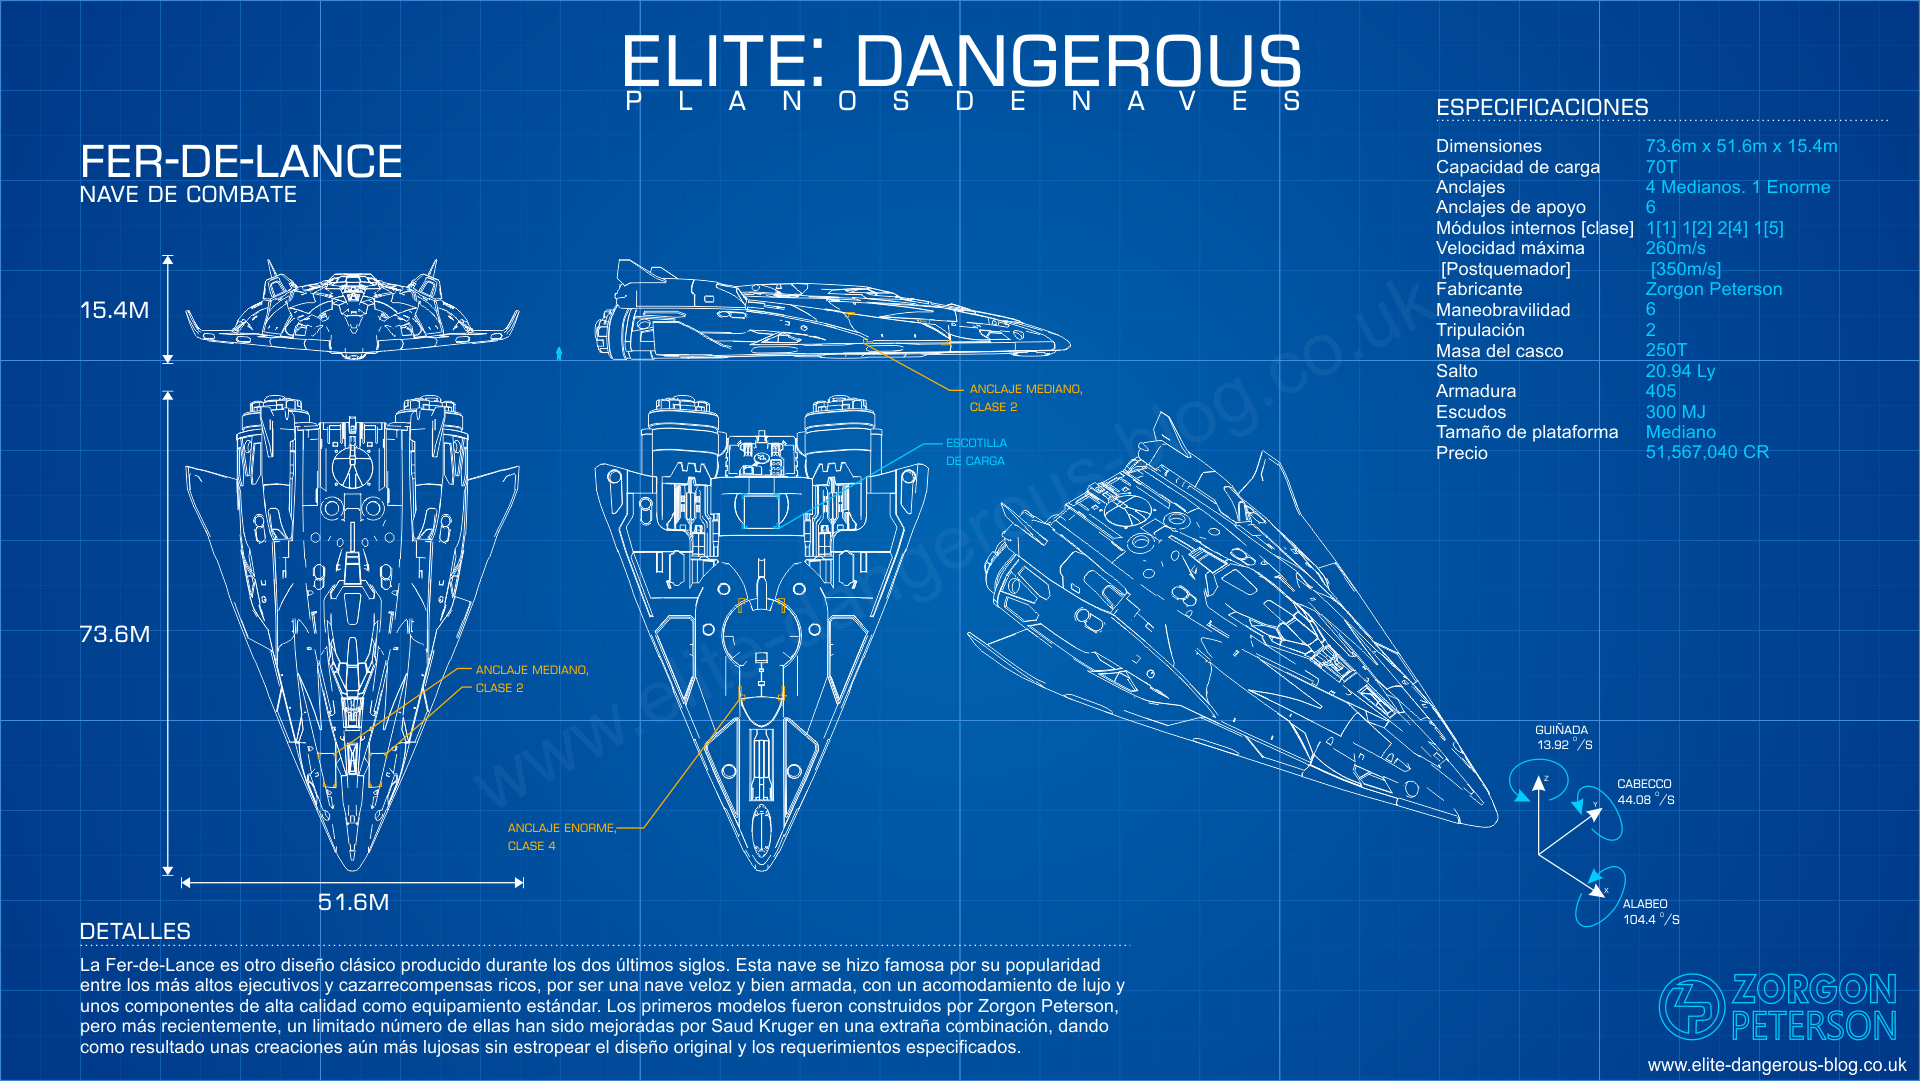 ELITE: DANGEROUS
PLANOS DE NAVES
FER-DE-LANCE
NAVE DE COMBATE
ESPECIFICACIONES
Dimensiones 73.6m x 51.6m x 15.4m
Capacidad de carga 70T
Anclajes 4 Medianos. 1 Enorme
Anclajes de apoyo 6
Módulos internos [clase] 1[1] 1[2] 2[4] 1[5]
Velocidad máxima 260m/s
[Postquemador] [350m/s]
Fabricante Zorgon Peterson
Maneobravilidad 6
Tripulación 2
Masa del casco 250T
Salto 20.94 Ly
Armadura 405
Escudos 300 MJ
Tamaño de plataforma Mediano
Precio 51,567,040 CR
15.4M
ANCLAJE MEDIANO,
CLASE 2
ESCOTILLA
DE CARGA
73.6M
ANCLAJE MEDIANO,
CLASE 2
ANCLAJE ENORME,
CLASE 4
51.6M
www.elite-dangerous-blog.co.uk
GUIÑADA
13.92 º/S
Z
CABECCO
44.08 º/S
Y
X
ALABEO
104.4 º/S
DETALLES
La Fer-de-Lance es otro diseño clásico producido durante los dos últimos siglos. Esta nave se hizo famosa por su popularidad
entre los más altos ejecutivos y cazarrecompensas ricos, por ser una nave veloz y bien armada, con un acomodamiento de lujo y
unos componentes de alta calidad como equipamiento estándar. Los primeros modelos fueron construidos por Zorgon Peterson,
pero más recientemente, un limitado número de ellas han sido mejoradas por Saud Kruger en una extraña combinación, dando
como resultado unas creaciones aún más lujosas sin estropear el diseño original y los requerimientos especificados.
ZORGON
PETERSON
www.elite-dangerous-blog.co.uk